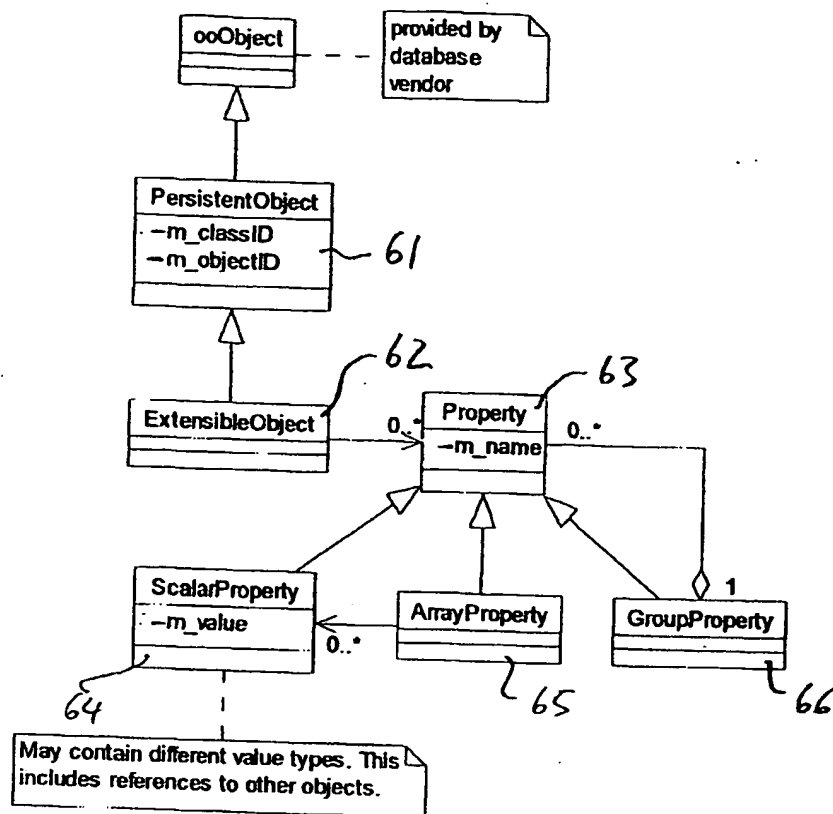 ooObject
provided by
database
vendor
PersistentObject
−m_classID
−m_objectID
61
62
ExtensibleObject
0..*
63
Property
−m_name
0..*
ScalarProperty
−m_value
0..*
ArrayProperty
1
GroupProperty
64
65
66
May contain different value types. This
includes references to other objects.